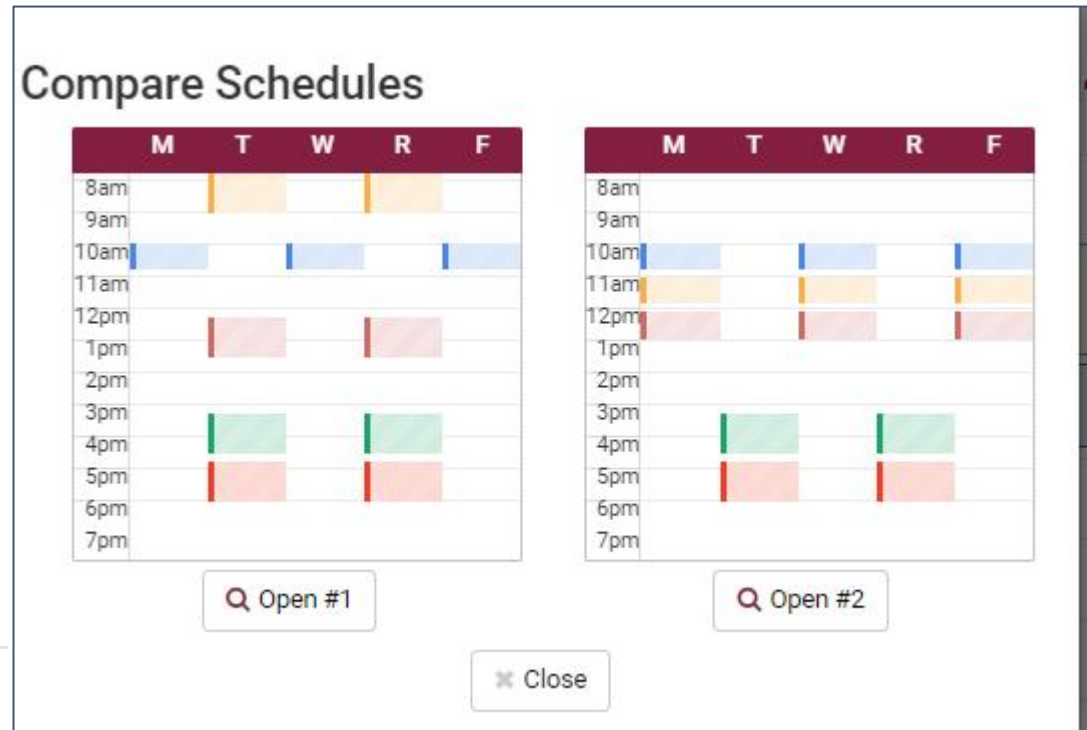 Compare Schedules
M T W R F
8am
9am
10am
11am
12pm
1pm
2pm
3pm
4pm
5pm
6pm
7pm
Open #1
M T W R F
8am
9am
10am
11am
12pm
1pm
2pm
3pm
4pm
5pm
6pm
7pm
Open #2
Close